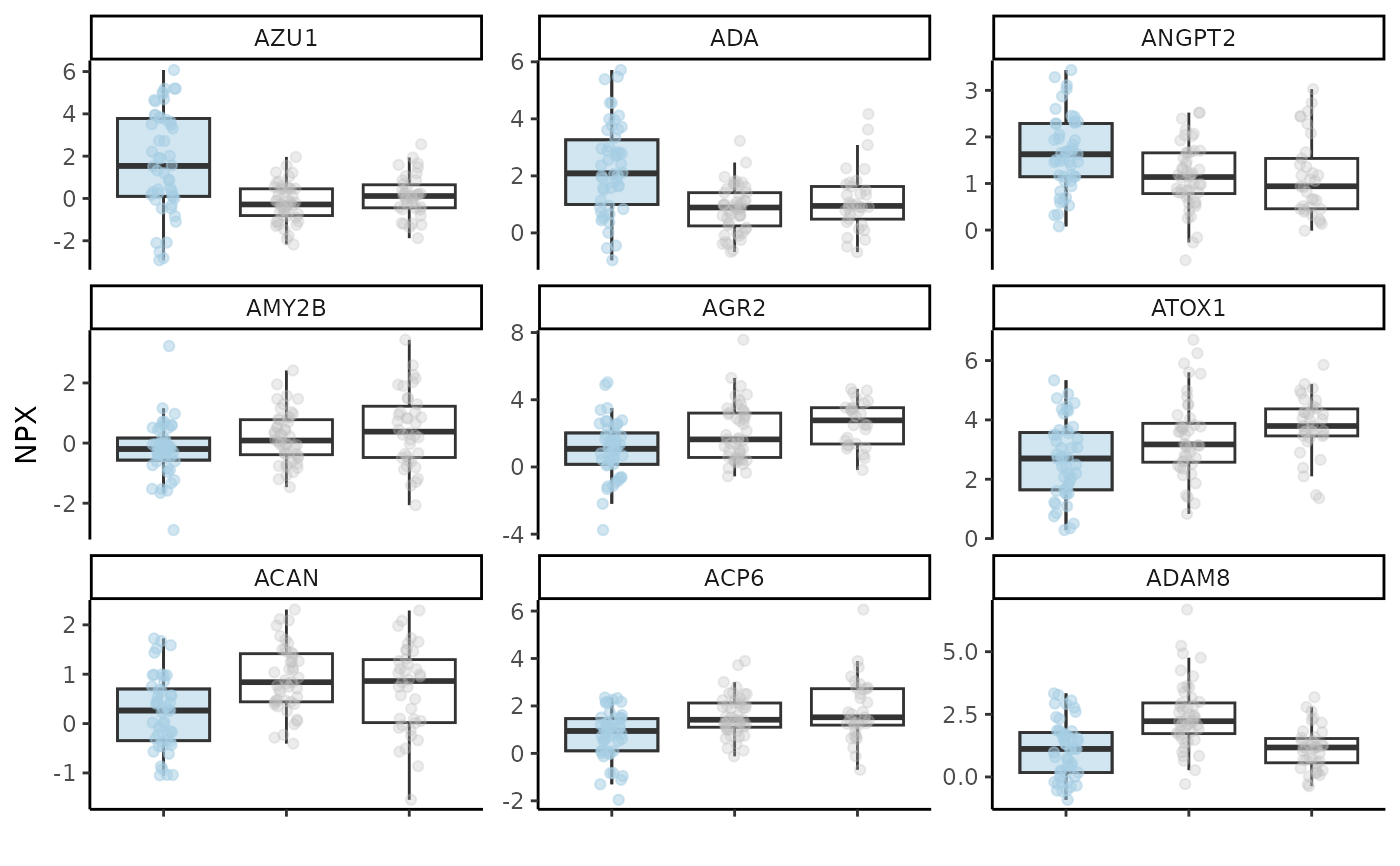 AZU1 ADA ANGPT2
6 4 2 0 -2
6 4 2 0
3 2 1 0
AMY2B AGR2 ATOX1
NPX
2 0 -2
8 4 0 -4
6 4 2 0
ACAN ACP6 ADAM8
2 1 0 -1
6 4 2 0 -2
5.0 2.5 0.0